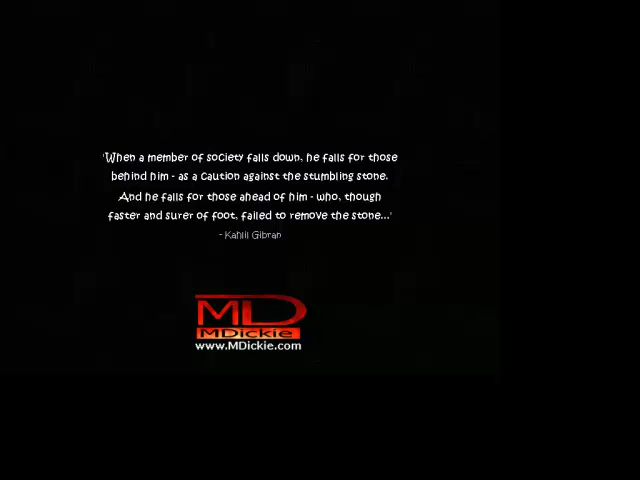 'When a member of society falls down, he falls for those
behind him - as a caution against the stumbling stone.
And he falls for those ahead of him - who, though
faster and surer of foot, failed to remove the stone...'
- Kahlil Gibran
MD
MDickie
www.MDickie.com